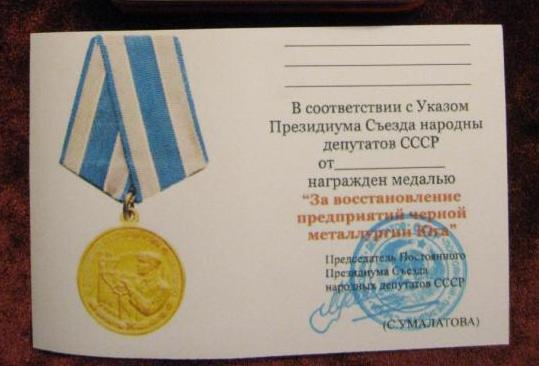 В соответствии с Указом
Президиума Съезда народны
депутатов СССР
от
награжден медалью
"За восстановление
предприятий черной
металлургии Юга"
Председатель Постоянного
Президиума Съезда
народных депутатов СССР
(С.УМАЛАТОВА)